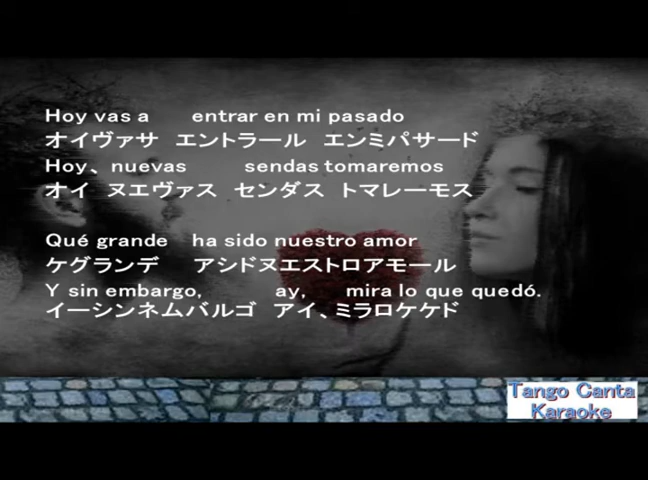 Hoy vas a entrar en mi pasado
オイヴァサ エントラール エンミパサード
Hoy、nuevas sendas tomaremos
オイ ヌエヴァス センダス トマレーモス
Qué grande ha sido nuestro amor
ケグランデ アシドヌエストロアモール
Y sin embargo, ay, mira lo que quedó.
イーシンネムバルゴ アイ、ミラロケケド
Tango Canta
Karaoke